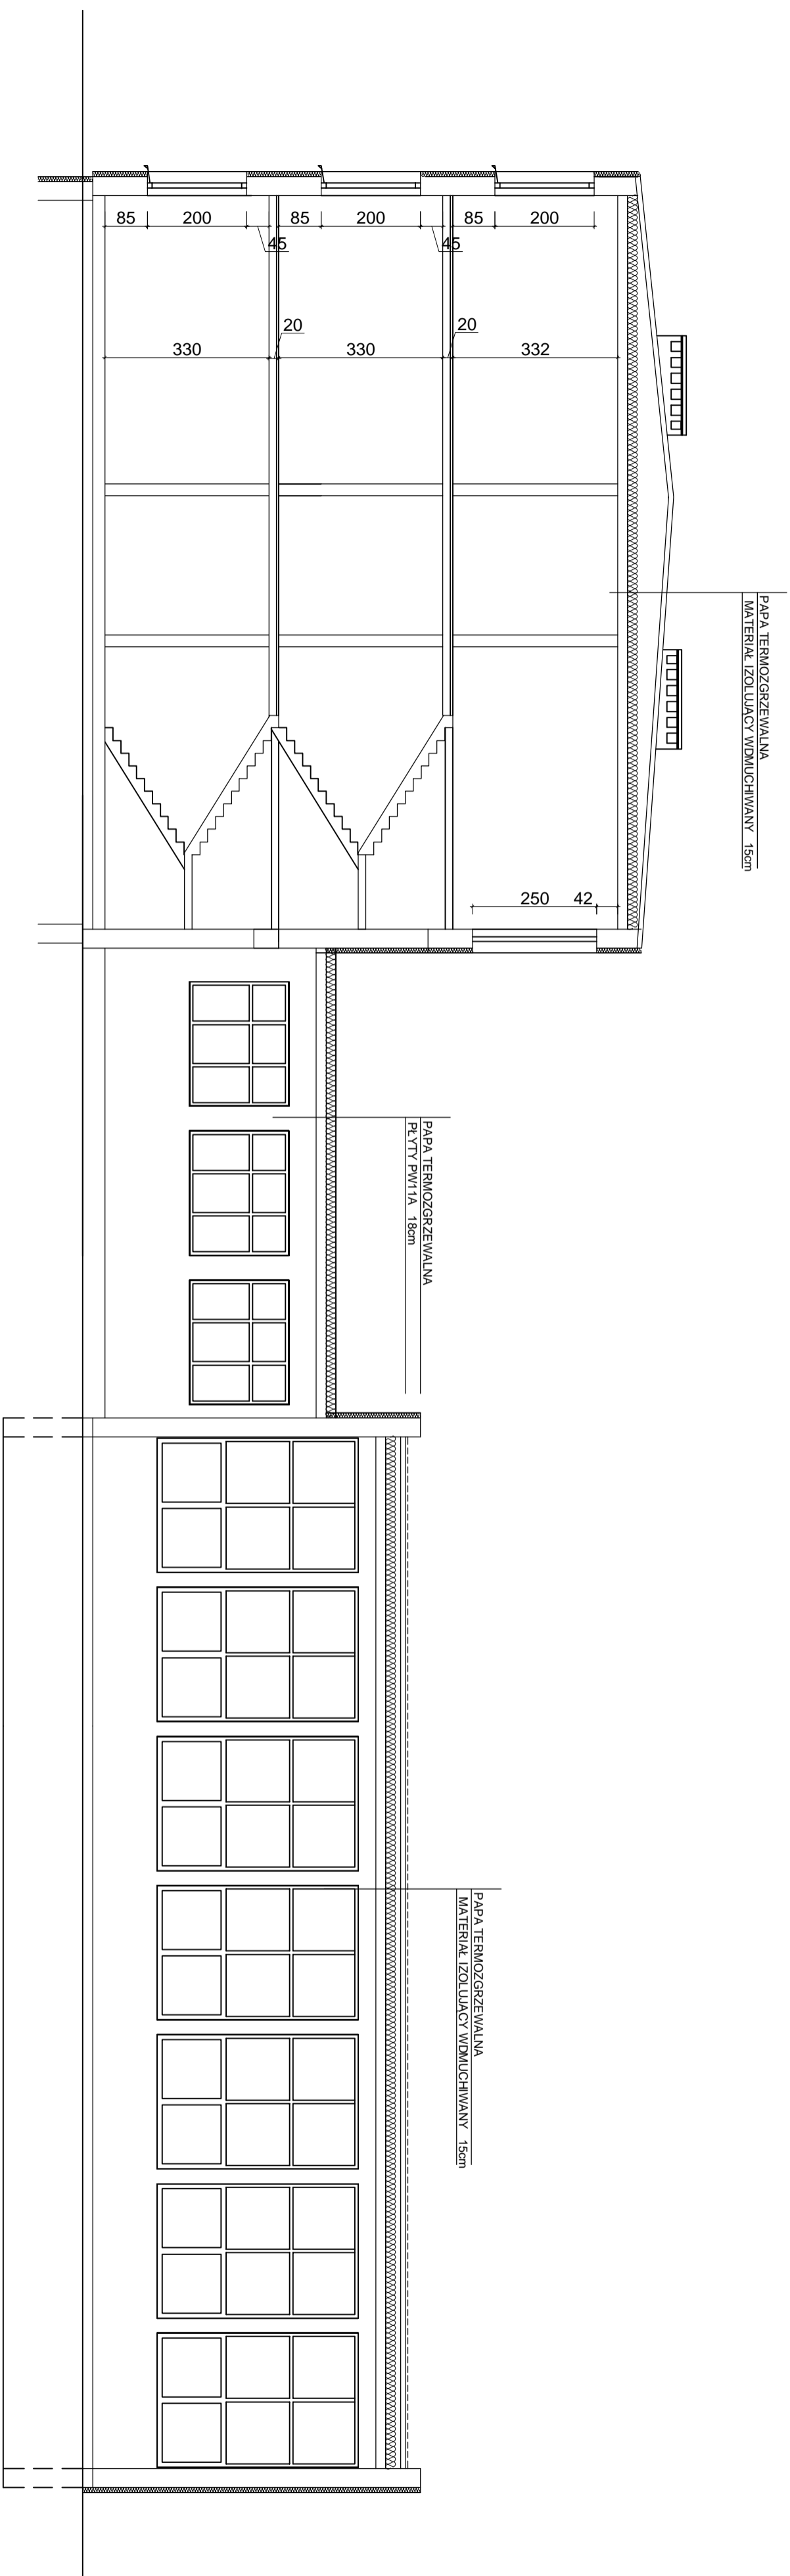 85 200 85 200 85 200
45 45
20 20
330 330 332
PAPA TERMOZGRZEWALNA
MATERIAŁ IZOLUJĄCY WDMUCHIWANY 15cm
250 42
PAPA TERMOZGRZEWALNA
PŁYTY PW11A 18cm
PAPA TERMOZGRZEWALNA
MATERIAŁ IZOLUJĄCY WDMUCHIWANY 15cm